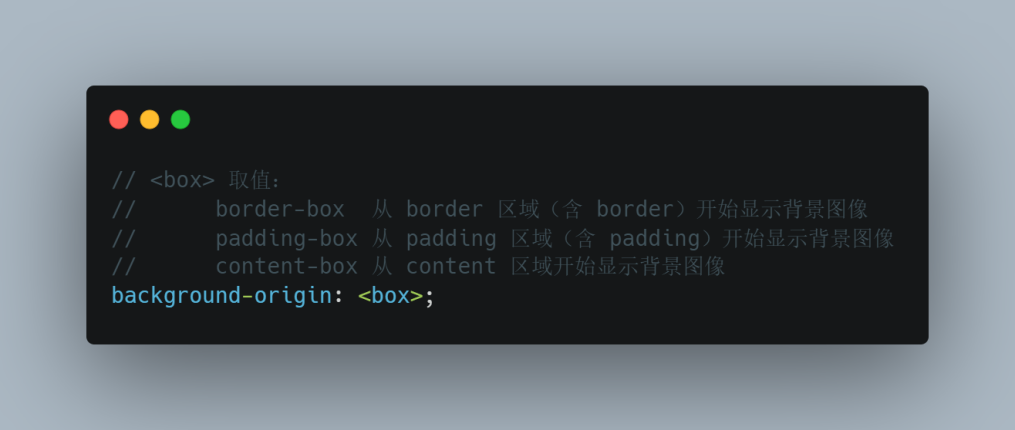 // <box> 取值：
//      border-box  从 border 区域（含 border）开始显示背景图像
//      padding-box 从 padding 区域（含 padding）开始显示背景图像
//      content-box 从 content 区域开始显示背景图像
background-origin: <box>;